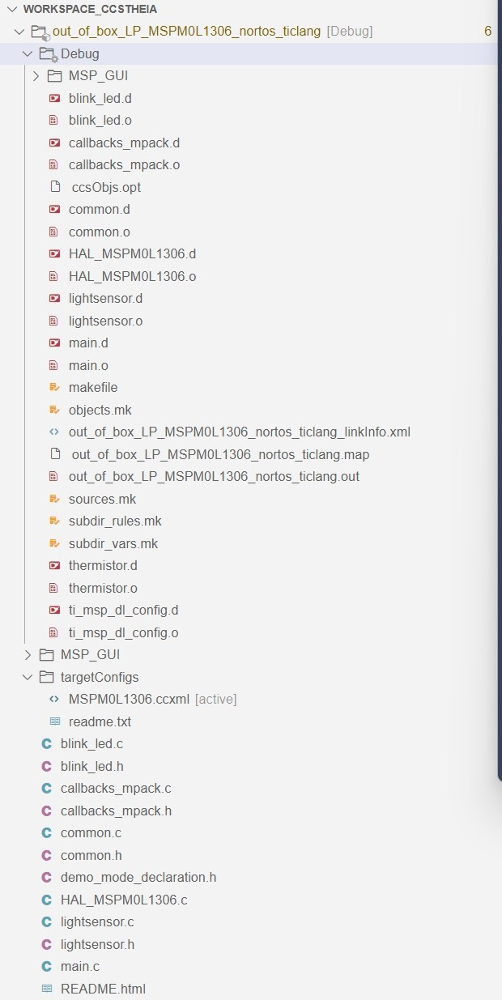 WORKSPACE_CCSTHEIA
out_of_box_LP_MSPM0L1306_nortos_ticlang [Debug] 6
Debug
MSP_GUI
blink_led.d
blink_led.o
callbacks_mpack.d
callbacks_mpack.o
ccsObjs.opt
common.d
common.o
HAL_MSPM0L1306.d
HAL_MSPM0L1306.o
lightsensor.d
lightsensor.o
main.d
main.o
makefile
objects.mk
out_of_box_LP_MSPM0L1306_nortos_ticlang_linkInfo.xml
out_of_box_LP_MSPM0L1306_nortos_ticlang.map
out_of_box_LP_MSPM0L1306_nortos_ticlang.out
sources.mk
subdir_rules.mk
subdir_vars.mk
thermistor.d
thermistor.o
ti_msp_dl_config.d
ti_msp_dl_config.o
MSP_GUI
targetConfigs
MSPM0L1306.ccxml [active]
readme.txt
C blink_led.c
C blink_led.h
C callbacks_mpack.c
C callbacks_mpack.h
C common.c
C common.h
C demo_mode_declaration.h
C HAL_MSPM0L1306.c
C lightsensor.c
C lightsensor.h
C main.c
README.html